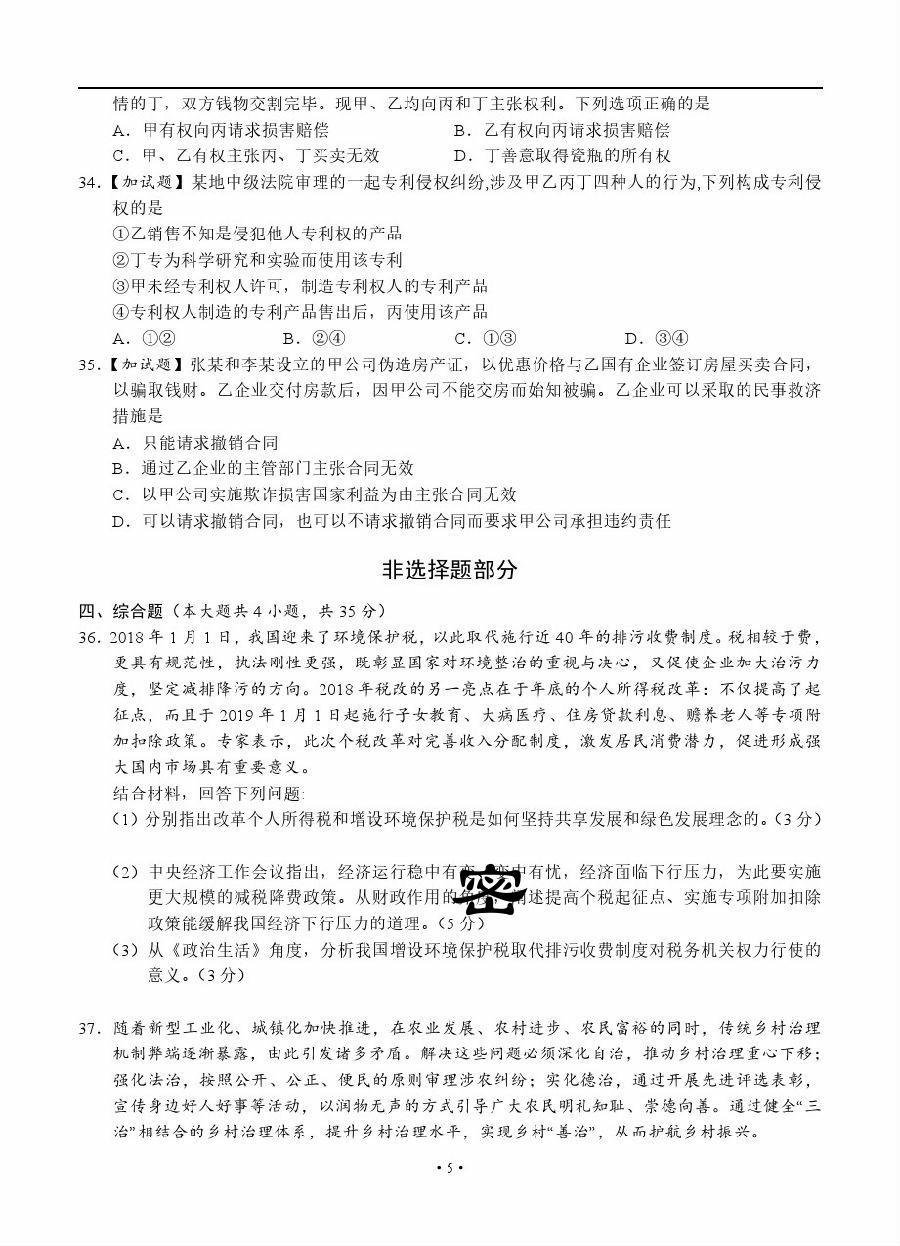 情的丁，双方钱物交割完毕。现甲、乙均向丙和丁主张权利。下列选项正确的是
A．甲有权向丙请求损害赔偿 B．乙有权向丙请求损害赔偿
C．甲、乙有权主张丙、丁买卖无效 D．丁善意取得瓷瓶的所有权
34．【加试题】某地中级法院审理的一起专利侵权纠纷,涉及甲乙丙丁四种人的行为,下列构成专利侵
权的是
①乙销售不知是侵犯他人专利权的产品
②丁专为科学研究和实验而使用该专利
③甲未经专利权人许可，制造专利权人的专利产品
④专利权人制造的专利产品售出后，丙使用该产品
A．①② B．②④ C．①③ D．③④
35．【加试题】张某和李某设立的甲公司伪造房产证，以优惠价格与乙国有企业签订房屋买卖合同，
以骗取钱财。乙企业交付房款后，因甲公司不能交房而始知被骗。乙企业可以采取的民事救济
措施是
A．只能请求撤销合同
B．通过乙企业的主管部门主张合同无效
C．以甲公司实施欺诈损害国家利益为由主张合同无效
D．可以请求撤销合同，也可以不请求撤销合同而要求甲公司承担违约责任
非选择题部分
四、综合题（本大题共 4 小题，共 35 分）
36．2018 年 1 月 1 日，我国迎来了环境保护税，以此取代施行近 40 年的排污收费制度。税相较于费，
更具有规范性，执法刚性更强，既彰显国家对环境整治的重视与决心，又促使企业加大治污力
度，坚定减排降污的方向。2018 年税改的另一亮点在于年底的个人所得税改革：不仅提高了起
征点，而且于 2019 年 1 月 1 日起施行子女教育、大病医疗、住房贷款利息、赡养老人等专项附
加扣除政策。专家表示，此次个税改革对完善收入分配制度，激发居民消费潜力，促进形成强
大国内市场具有重要意义。
结合材料，回答下列问题:
（1）分别指出改革个人所得税和增设环境保护税是如何坚持共享发展和绿色发展理念的。（3 分）
（2）中央经济工作会议指出，经济运行稳中有变、变中有忧，经济面临下行压力，为此要实施
更大规模的减税降费政策。从财政作用的 密 述提高个税起征点、实施专项附加扣除
政策能缓解我国经济下行压力的道理。（5 分）
（3）从《政治生活》角度，分析我国增设环境保护税取代排污收费制度对税务机关权力行使的
意义。（3 分）
37．随着新型工业化、城镇化加快推进，在农业发展、农村进步、农民富裕的同时，传统乡村治理
机制弊端逐渐暴露，由此引发诸多矛盾。解决这些问题必须深化自治，推动乡村治理重心下移；
强化法治，按照公开、公正、便民的原则审理涉农纠纷；实化德治，通过开展先进评选表彰，
宣传身边好人好事等活动，以润物无声的方式引导广大农民明礼知耻、崇德向善。通过健全“三
治”相结合的乡村治理体系，提升乡村治理水平，实现乡村“善治”，从而护航乡村振兴。
• 5 •